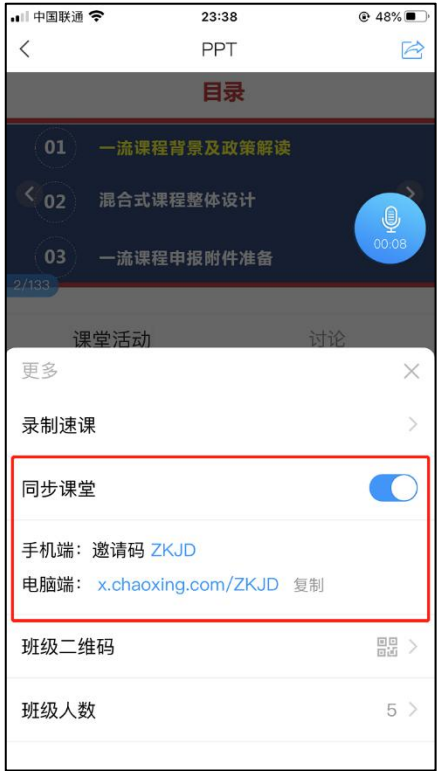 中国联通 23:38 48%
PPT
目录
01 一流课程背景及政策解读
02 混合式课程整体设计
03 一流课程申报附件准备
00:08
2/133
课堂活动 讨论
更多
录制速课
同步课堂
手机端：邀请码 ZKJD
电脑端： x.chaoxing.com/ZKJD 复制
班级二维码
班级人数 5